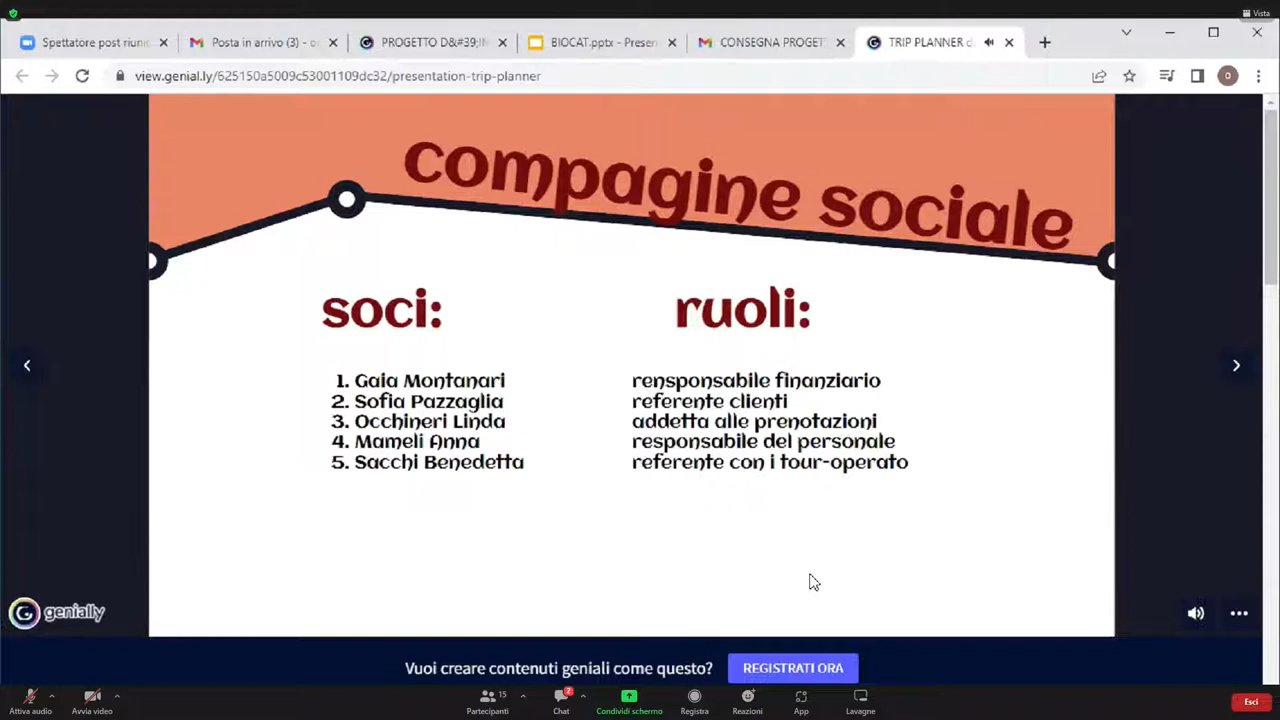 Vista
Spettatore post riunis
Posta in arrivo (3) - o
PROGETTO D&#39;IN
BIOCAT.pptx - Presen
CONSEGNA PROGET
TRIP PLANNER d
view.genial.ly/625150a5009c53001109dc32/presentation-trip-planner
O
compagine sociale
soci:
ruoli:
1. Gaia Montanari
rensponsabile finanziario
2. Sofia Pazzaglia
referente clienti
3. Occhineri Linda
addetta alle prenotazioni
4. Mameli Anna
responsabile del personale
5. Sacchi Benedetta
referente con i tour-operato
genially
Vuoi creare contenuti geniali come questo?
REGISTRATI ORA
15
2
Attiva audio
Avvia video
Partecipanti
Chat
Condividi schermo
Registra
Reazioni
App
Lavagne
Esci